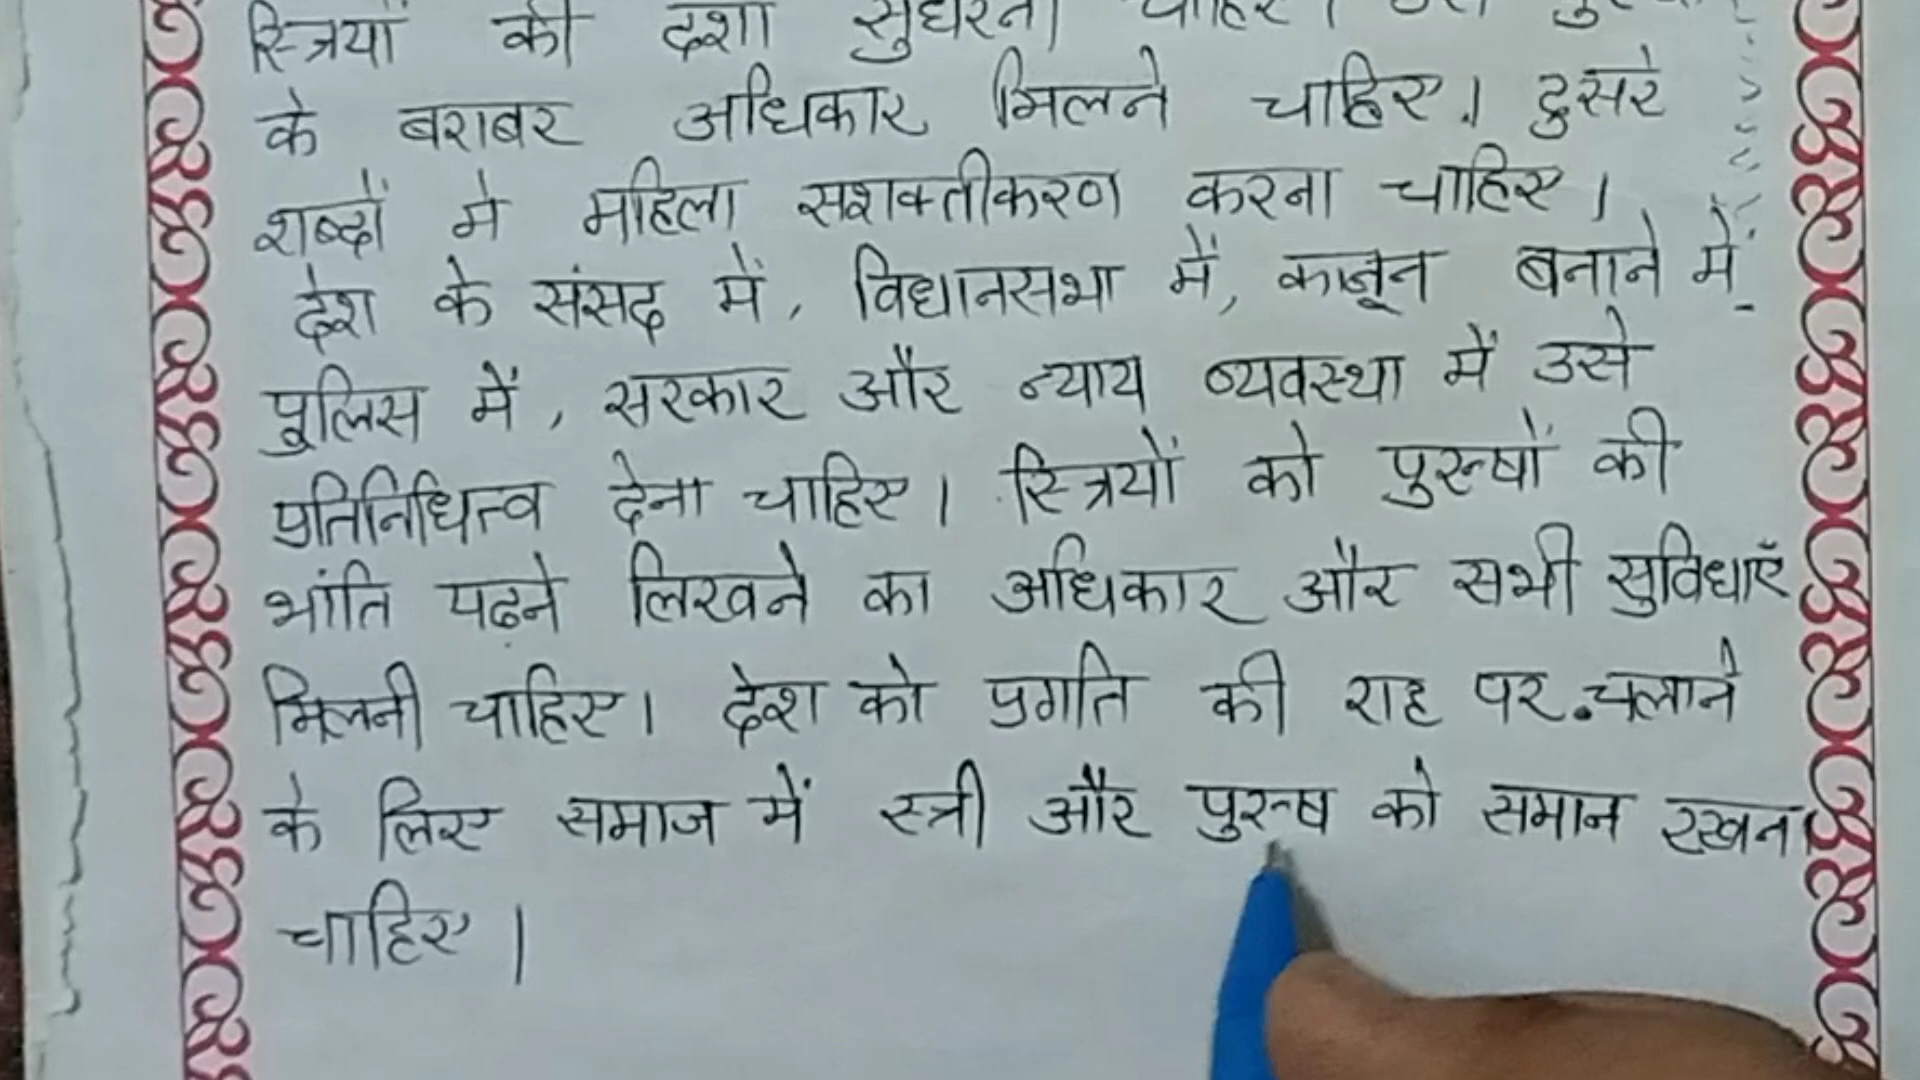 स्त्रियों की दशा सुधरनी चाहिए।
के बराबर अधिकार मिलने चाहिए। दुसरे
शब्दों मे महिला सशक्तीकरण करना चाहिए।
देश के संसद में, विधानसभा में, कानून बनाने में
पुलिस में, सरकार और न्याय व्यवस्था में उसे
प्रतिनिधित्व देना चाहिए। स्त्रियों को पुरुषों की
भांति पढ़ने लिखने का अधिकार और सभी सुविधाएँ
मिलनी चाहिए। देश को प्रगति की राह पर चलाने
के लिए समाज में स्त्री और पुरुष को समान रखना
चाहिए।